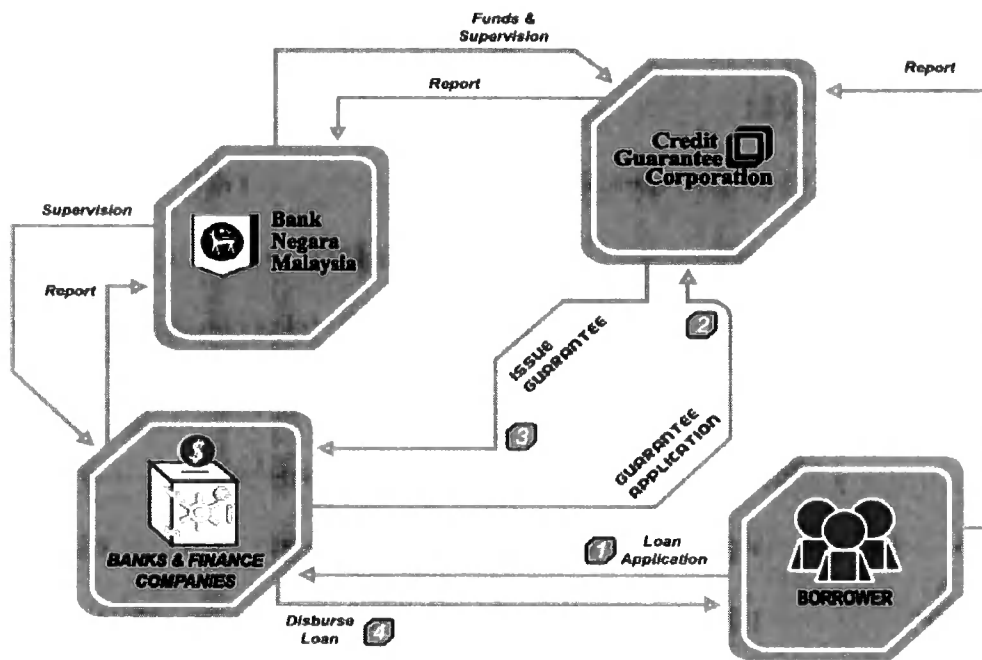 Funds &
Supervision
Report
Report
Credit
Guarantee
Corporation
Supervision
Bank
Negara
Malaysia
Report
2
ISSUE
GUARANTEE
3
GUARANTEE
APPLICATION
$
BANKS & FINANCE
COMPANIES
1
Loan
Application
BORROWER
Disburse
Loan
4